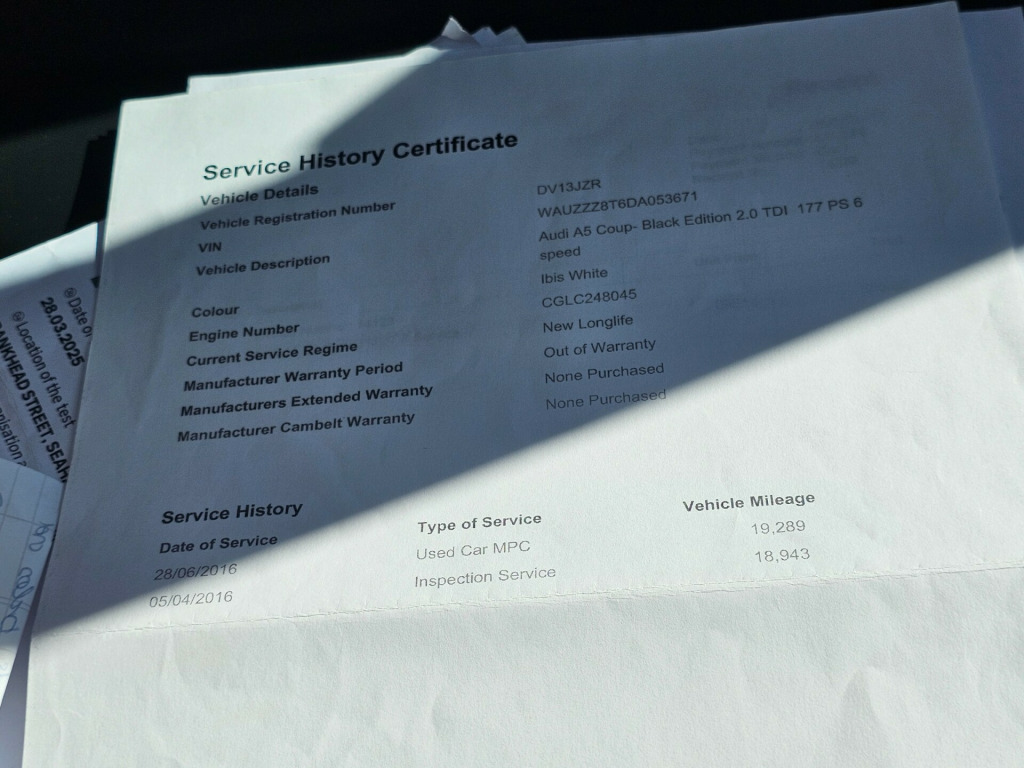 Service History Certificate
Vehicle Details
Vehicle Registration Number DV13JZR
VIN WAUZZZ8T6DA053671
Vehicle Description Audi A5 Coup- Black Edition 2.0 TDI 177 PS 6
speed
Colour Ibis White
Engine Number CGLC248045
Current Service Regime New Longlife
Manufacturer Warranty Period Out of Warranty
Manufacturers Extended Warranty None Purchased
Manufacturer Cambelt Warranty None Purchased
Service History
Date of Service Type of Service Vehicle Mileage
28/06/2016 Used Car MPC 19,289
05/04/2016 Inspection Service 18,943
Date of
28.03.2025
Location of the test
STREET,